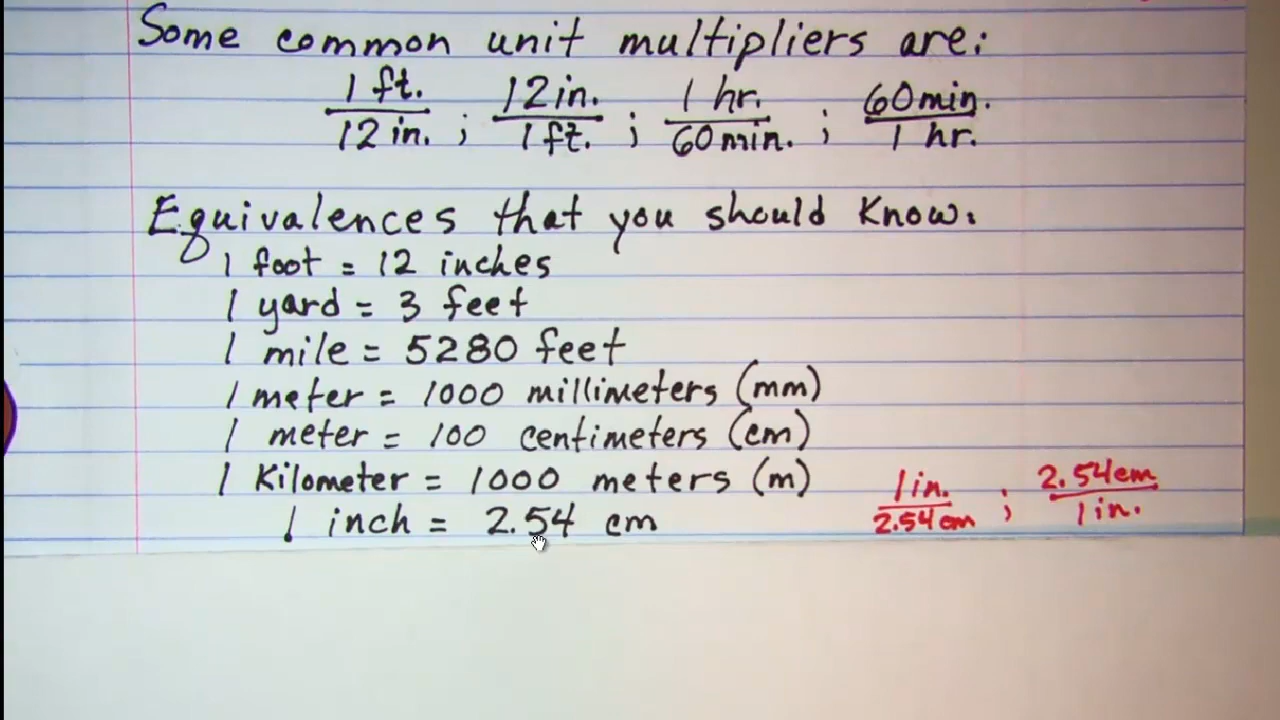 Some common unit multipliers are:
1 ft. / 12 in. ; 12 in. / 1 ft. ; 1 hr. / 60 min. ; 60 min. / 1 hr.
Equivalences that you should know:
1 foot = 12 inches
1 yard = 3 feet
1 mile = 5280 feet
1 meter = 1000 millimeters (mm)
1 meter = 100 centimeters (cm)
1 Kilometer = 1000 meters (m)
1 inch = 2.54 cm
1 in. / 2.54 cm ; 2.54 cm / 1 in.